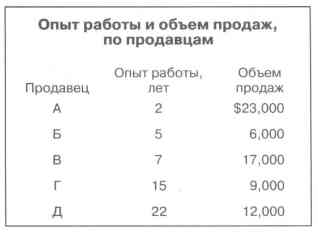 Опыт работы и объем продаж,
по продавцам
Опыт работы, Объем
Продавец лет продаж
А 2 $23,000
Б 5 6,000
В 7 17,000
Г 15 9,000
Д 22 12,000